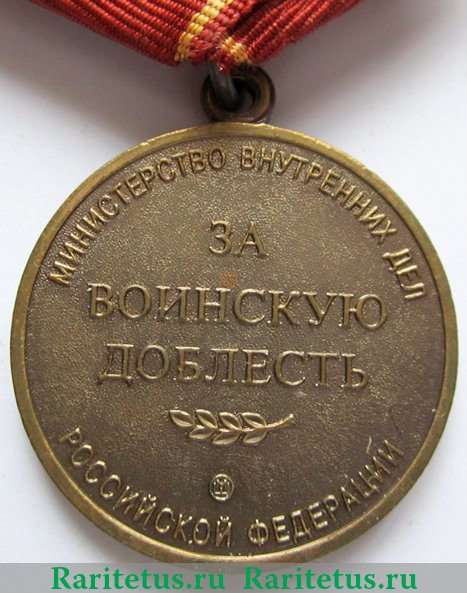 МИНИСТЕРСТВО ВНУТРЕННИХ ДЕЛ
ЗА
ВОИНСКУЮ
ДОБЛЕСТЬ
РОССИЙСКОЙ ФЕДЕРАЦИИ
Raritetus.ru / Raritetus.ru